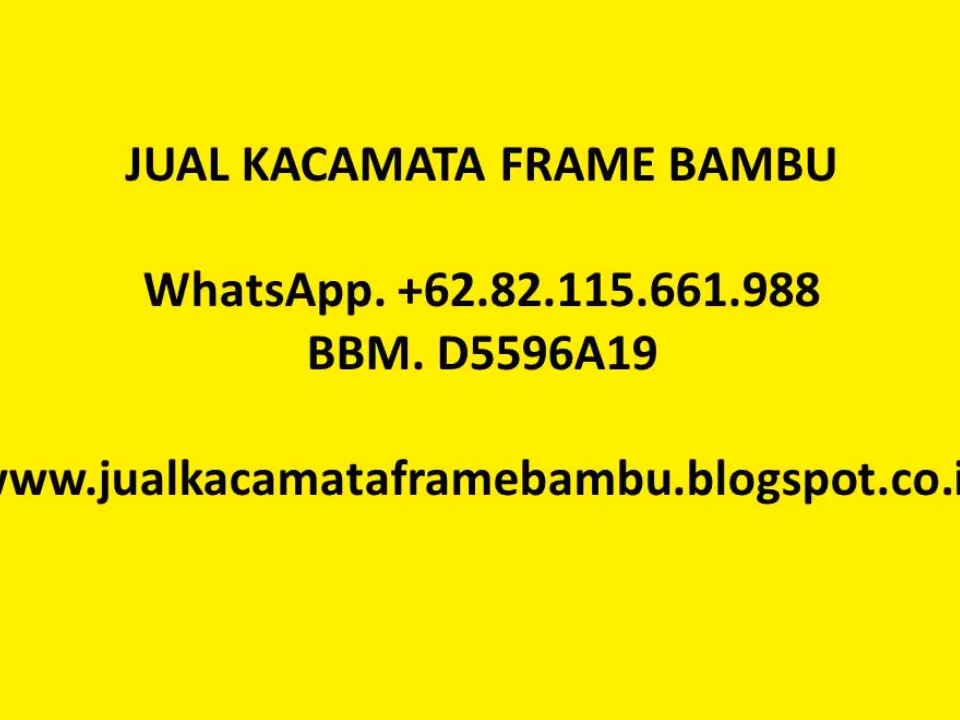 JUAL KACAMATA FRAME BAMBU
WhatsApp. +62.82.115.661.988
BBM. D5596A19
www.jualkacamataframebambu.blogspot.co.i